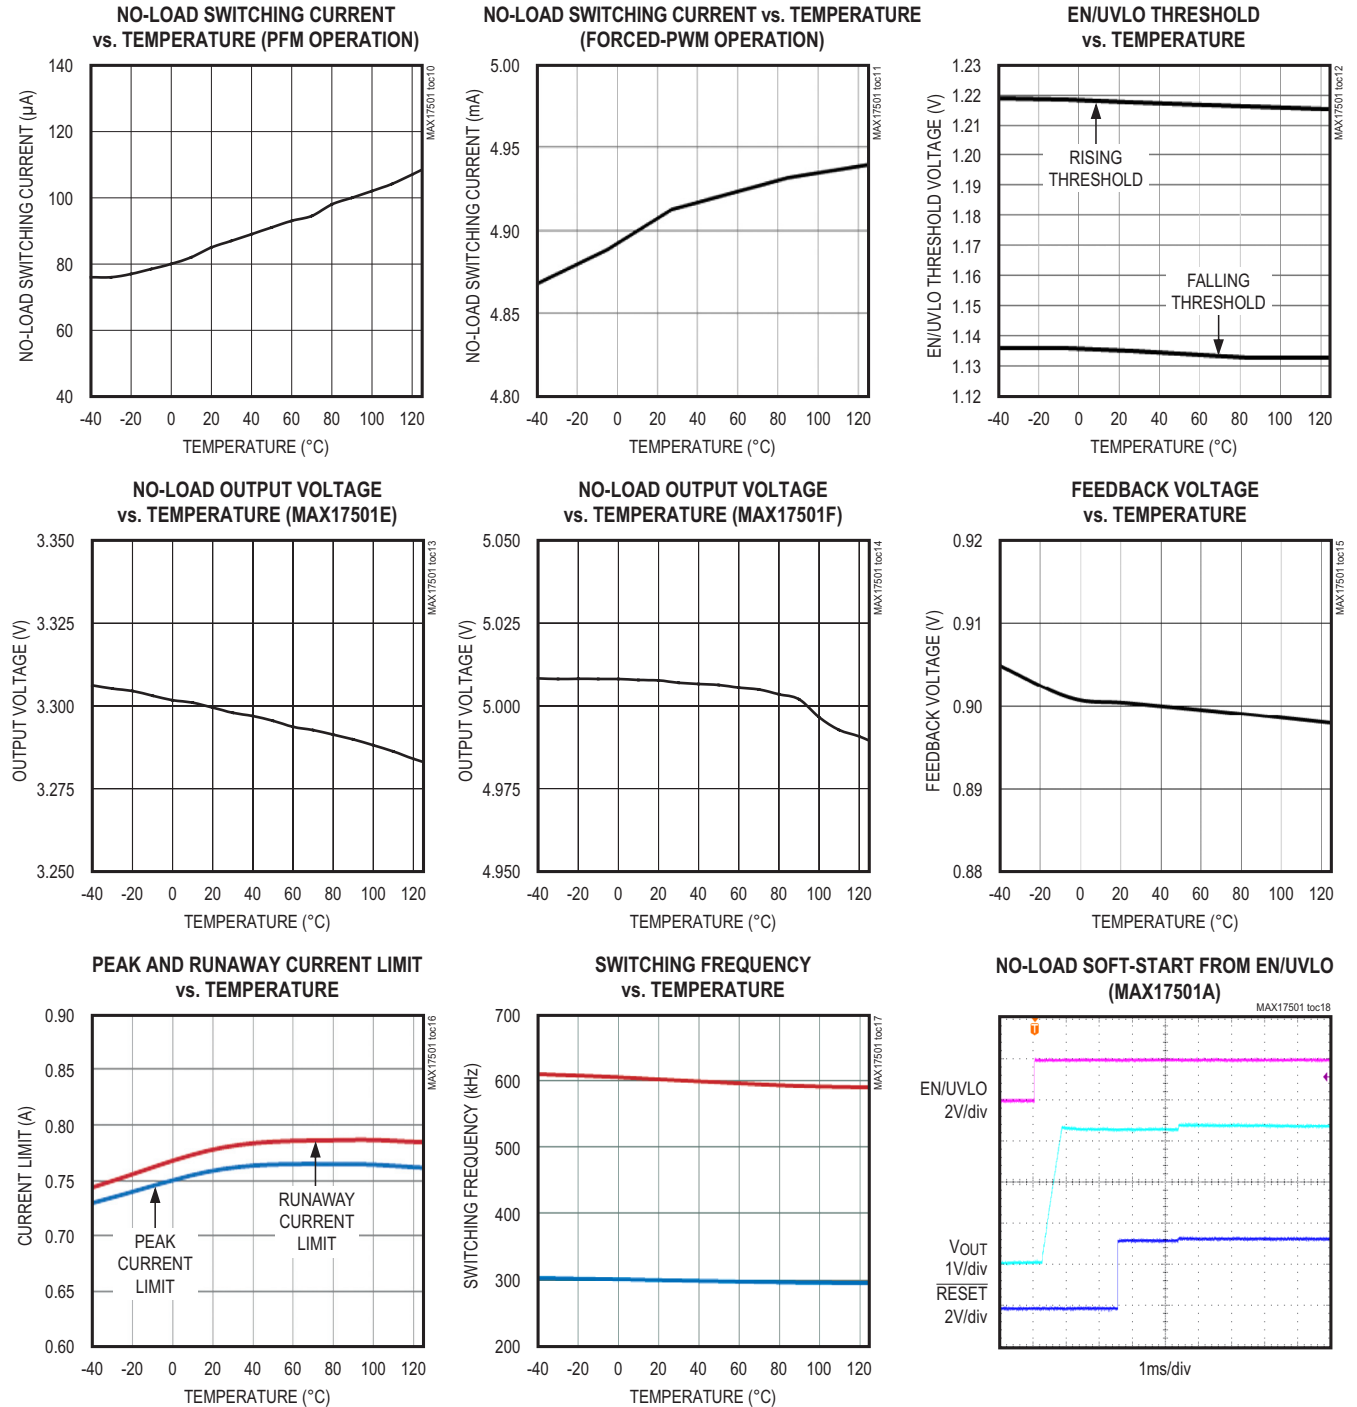 NO-LOAD SWITCHING CURRENT
vs. TEMPERATURE (PFM OPERATION)
MAX17501 toc10
NO-LOAD SWITCHING CURRENT (µA)
140
120
100
80
60
40
-40 -20 0 20 40 60 80 100 120
TEMPERATURE (°C)
NO-LOAD SWITCHING CURRENT vs. TEMPERATURE
(FORCED-PWM OPERATION)
MAX17501 toc11
NO-LOAD SWITCHING CURRENT (mA)
5.00
4.95
4.90
4.85
4.80
-40 -20 0 20 40 60 80 100 120
TEMPERATURE (°C)
EN/UVLO THRESHOLD
vs. TEMPERATURE
MAX17501 toc12
EN/UVLO THRESHOLD VOLTAGE (V)
1.23
1.22
1.21
1.20
1.19
1.18
1.17
1.16
1.15
1.14
1.13
1.12
RISING
THRESHOLD
FALLING
THRESHOLD
-40 -20 0 20 40 60 80 100 120
TEMPERATURE (°C)
NO-LOAD OUTPUT VOLTAGE
vs. TEMPERATURE (MAX17501E)
MAX17501 toc13
OUTPUT VOLTAGE (V)
3.350
3.325
3.300
3.275
3.250
-40 -20 0 20 40 60 80 100 120
TEMPERATURE (°C)
NO-LOAD OUTPUT VOLTAGE
vs. TEMPERATURE (MAX17501F)
MAX17501 toc14
OUTPUT VOLTAGE (V)
5.050
5.025
5.000
4.975
4.950
-40 -20 0 20 40 60 80 100 120
TEMPERATURE (°C)
FEEDBACK VOLTAGE
vs. TEMPERATURE
MAX17501 toc15
FEEDBACK VOLTAGE (V)
0.92
0.91
0.90
0.89
0.88
-40 -20 0 20 40 60 80 100 120
TEMPERATURE (°C)
PEAK AND RUNAWAY CURRENT LIMIT
vs. TEMPERATURE
MAX17501 toc16
CURRENT LIMIT (A)
0.90
0.85
0.80
0.75
0.70
0.65
0.60
RUNAWAY
CURRENT
LIMIT
PEAK
CURRENT
LIMIT
-40 -20 0 20 40 60 80 100 120
TEMPERATURE (°C)
SWITCHING FREQUENCY
vs. TEMPERATURE
MAX17501 toc17
SWITCHING FREQUENCY (kHz)
700
600
500
400
300
200
-40 -20 0 20 40 60 80 100 120
TEMPERATURE (°C)
NO-LOAD SOFT-START FROM EN/UVLO
(MAX17501A)
MAX17501 toc18
T
EN/UVLO
2V/div
VOUT
1V/div
RESET
2V/div
1ms/div